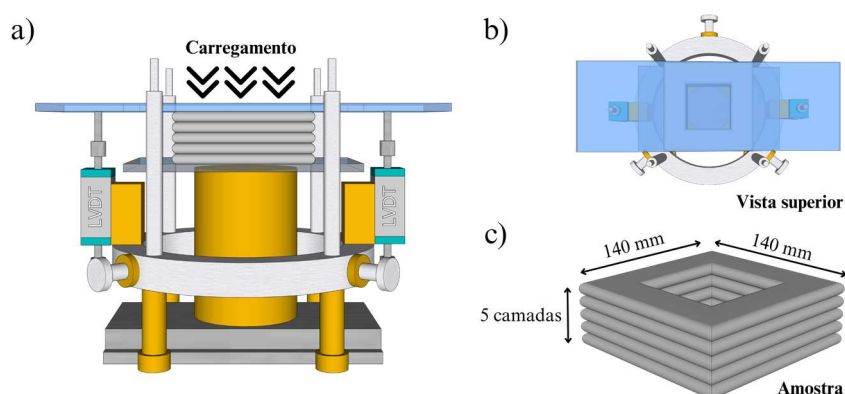 a)
Carregamento
LVDT
LVDT
b)
Vista superior
c)
140 mm
140 mm
5 camadas
Amostra